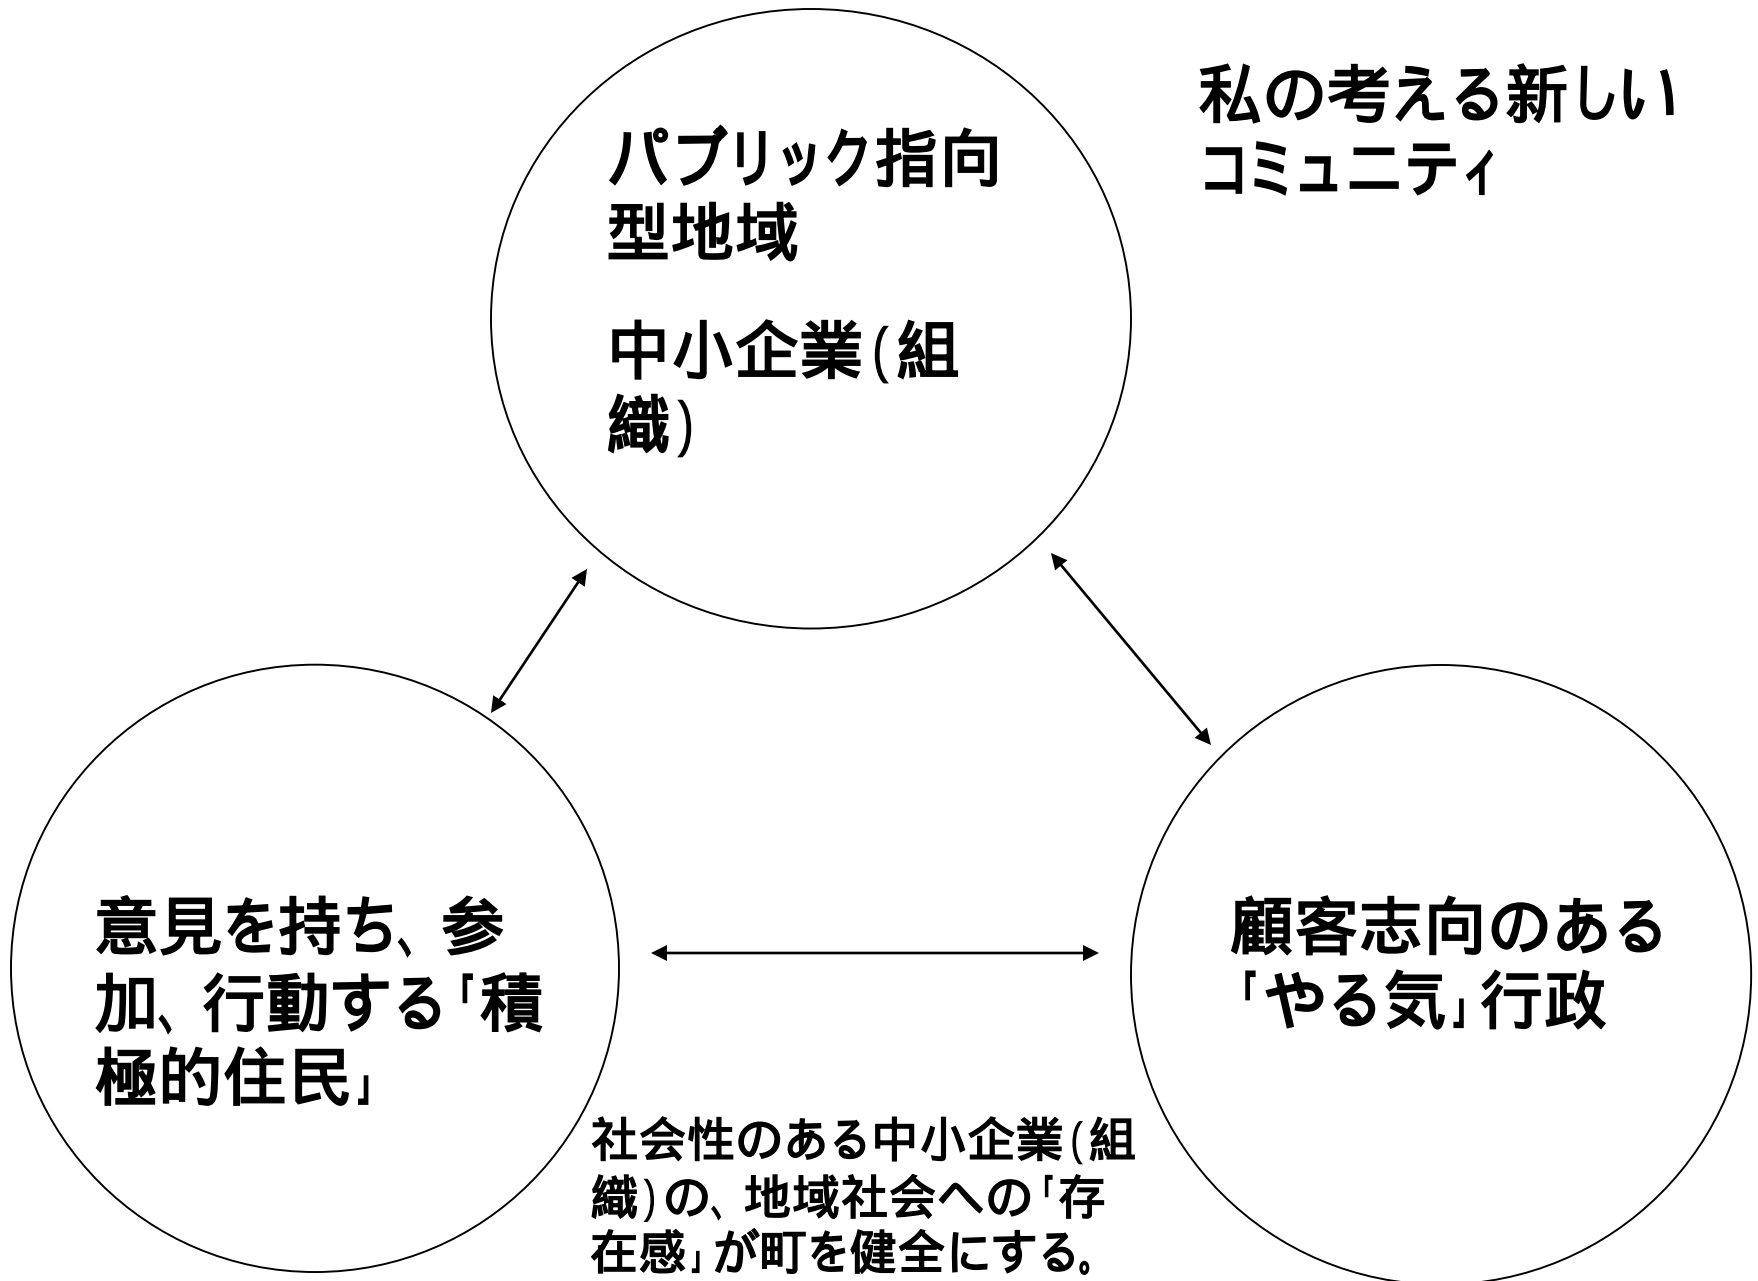 私の考える新しい
コミュニティ
パブリック指向
型地域
中小企業(組
織)
意見を持ち、参
加、行動する「積
極的住民」
顧客志向のある
「やる気」行政
社会性のある中小企業(組
織)の、地域社会への「存
在感」が町を健全にする。